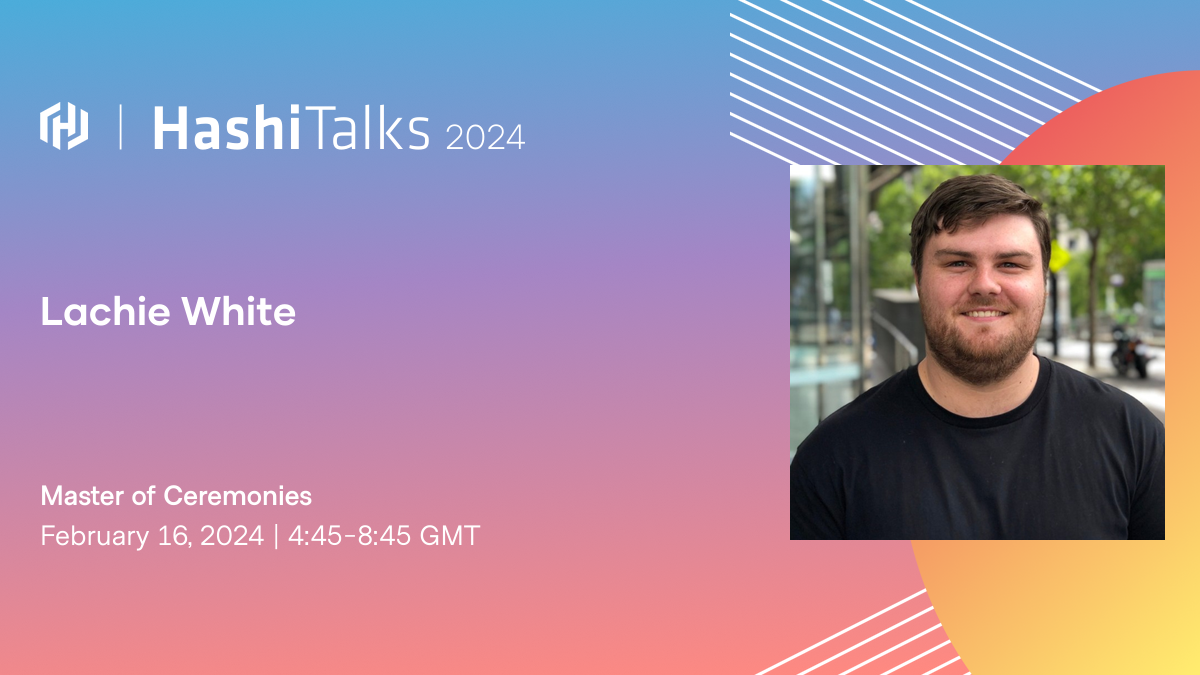 HashiTalks 2024
Lachie White
Master of Ceremonies
February 16, 2024 | 4:45-8:45 GMT